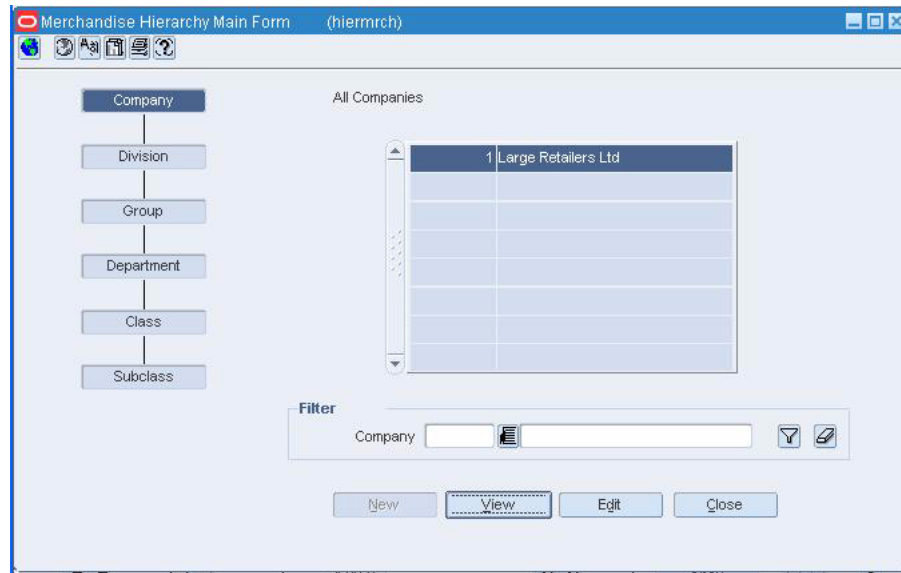 Merchandise Hierarchy Main Form (hiermrch)
Company
All Companies
1 Large Retailers Ltd
Division
Group
Department
Class
Subclass
Filter
Company
New View Edit Close